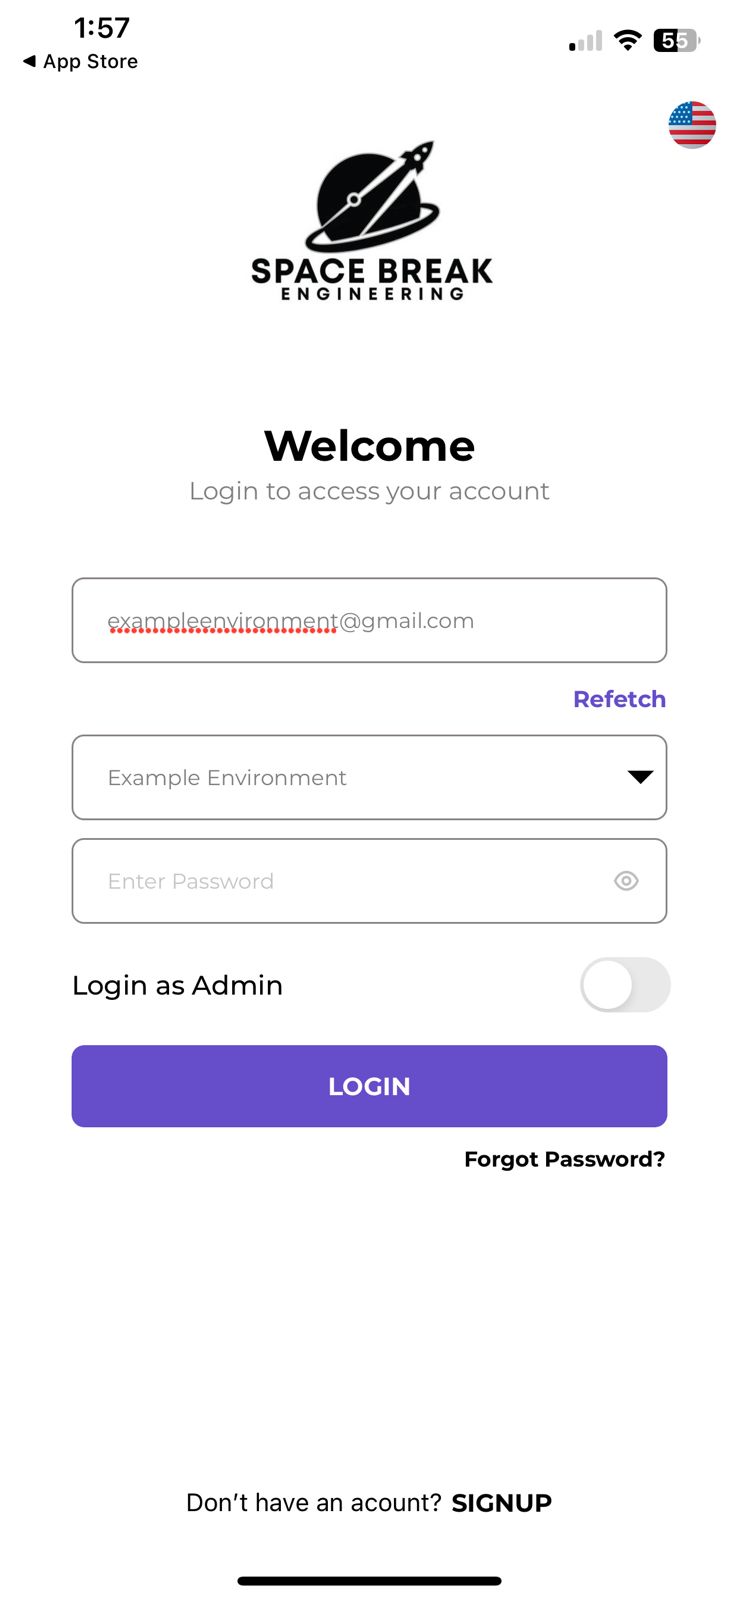 1:57
55
◀ App Store
SPACE BREAK
ENGINEERING
Welcome
Login to access your account
exampleenvironment@gmail.com
Refetch
Example Environment
Enter Password
Login as Admin
LOGIN
Forgot Password?
Don't have an acount? SIGNUP